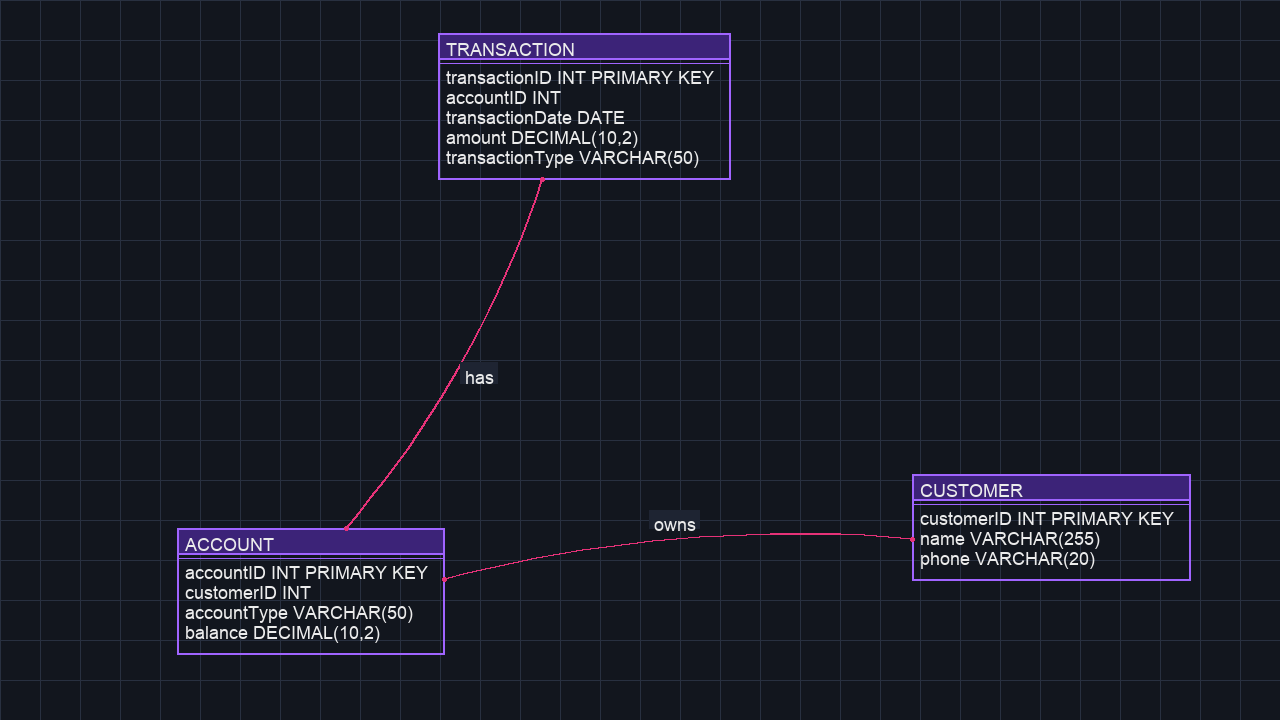 TRANSACTION
transactionID INT PRIMARY KEY
accountID INT
transactionDate DATE
amount DECIMAL(10,2)
transactionType VARCHAR(50)
has
owns
CUSTOMER
customerID INT PRIMARY KEY
name VARCHAR(255)
phone VARCHAR(20)
ACCOUNT
accountID INT PRIMARY KEY
customerID INT
accountType VARCHAR(50)
balance DECIMAL(10,2)